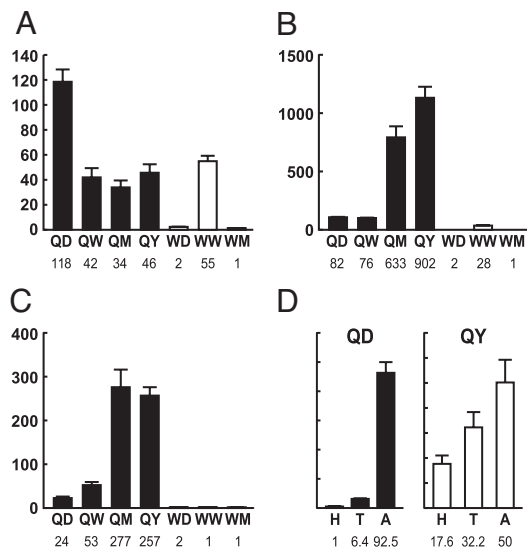 A
140
120
100
80
60
40
20
0
QD QW QM QY WD WW WM
118 42 34 46 2 55 1
B
1500
1000
500
0
QD QW QM QY WD WW WM
82 76 633 902 2 28 1
C
400
300
200
100
0
QD QW QM QY WD WW WM
24 53 277 257 2 1 1
D
QD QY
H T A H T A
1 6.4 92.5 17.6 32.2 50